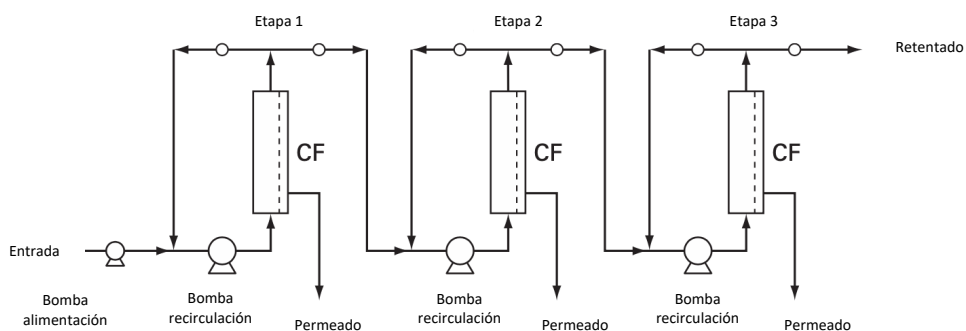 Etapa 1
Etapa 2
Etapa 3
Retentado
CF
CF
CF
Entrada
Bomba
alimentación
Bomba
recirculación
Permeado
Bomba
recirculación
Permeado
Bomba
recirculación
Permeado